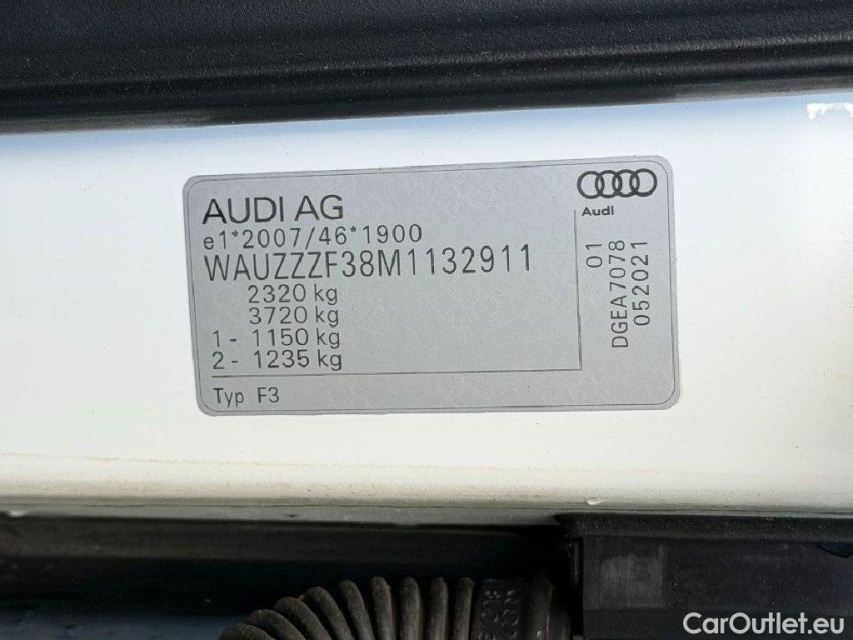 AUDI AG
e1*2007/46*1900
WAUZZZF38M1132911
2320 kg
3720 kg
1- 1150 kg
2- 1235 kg
Typ F3
Audi
01
DGEA7078
052021
CarOutlet.eu